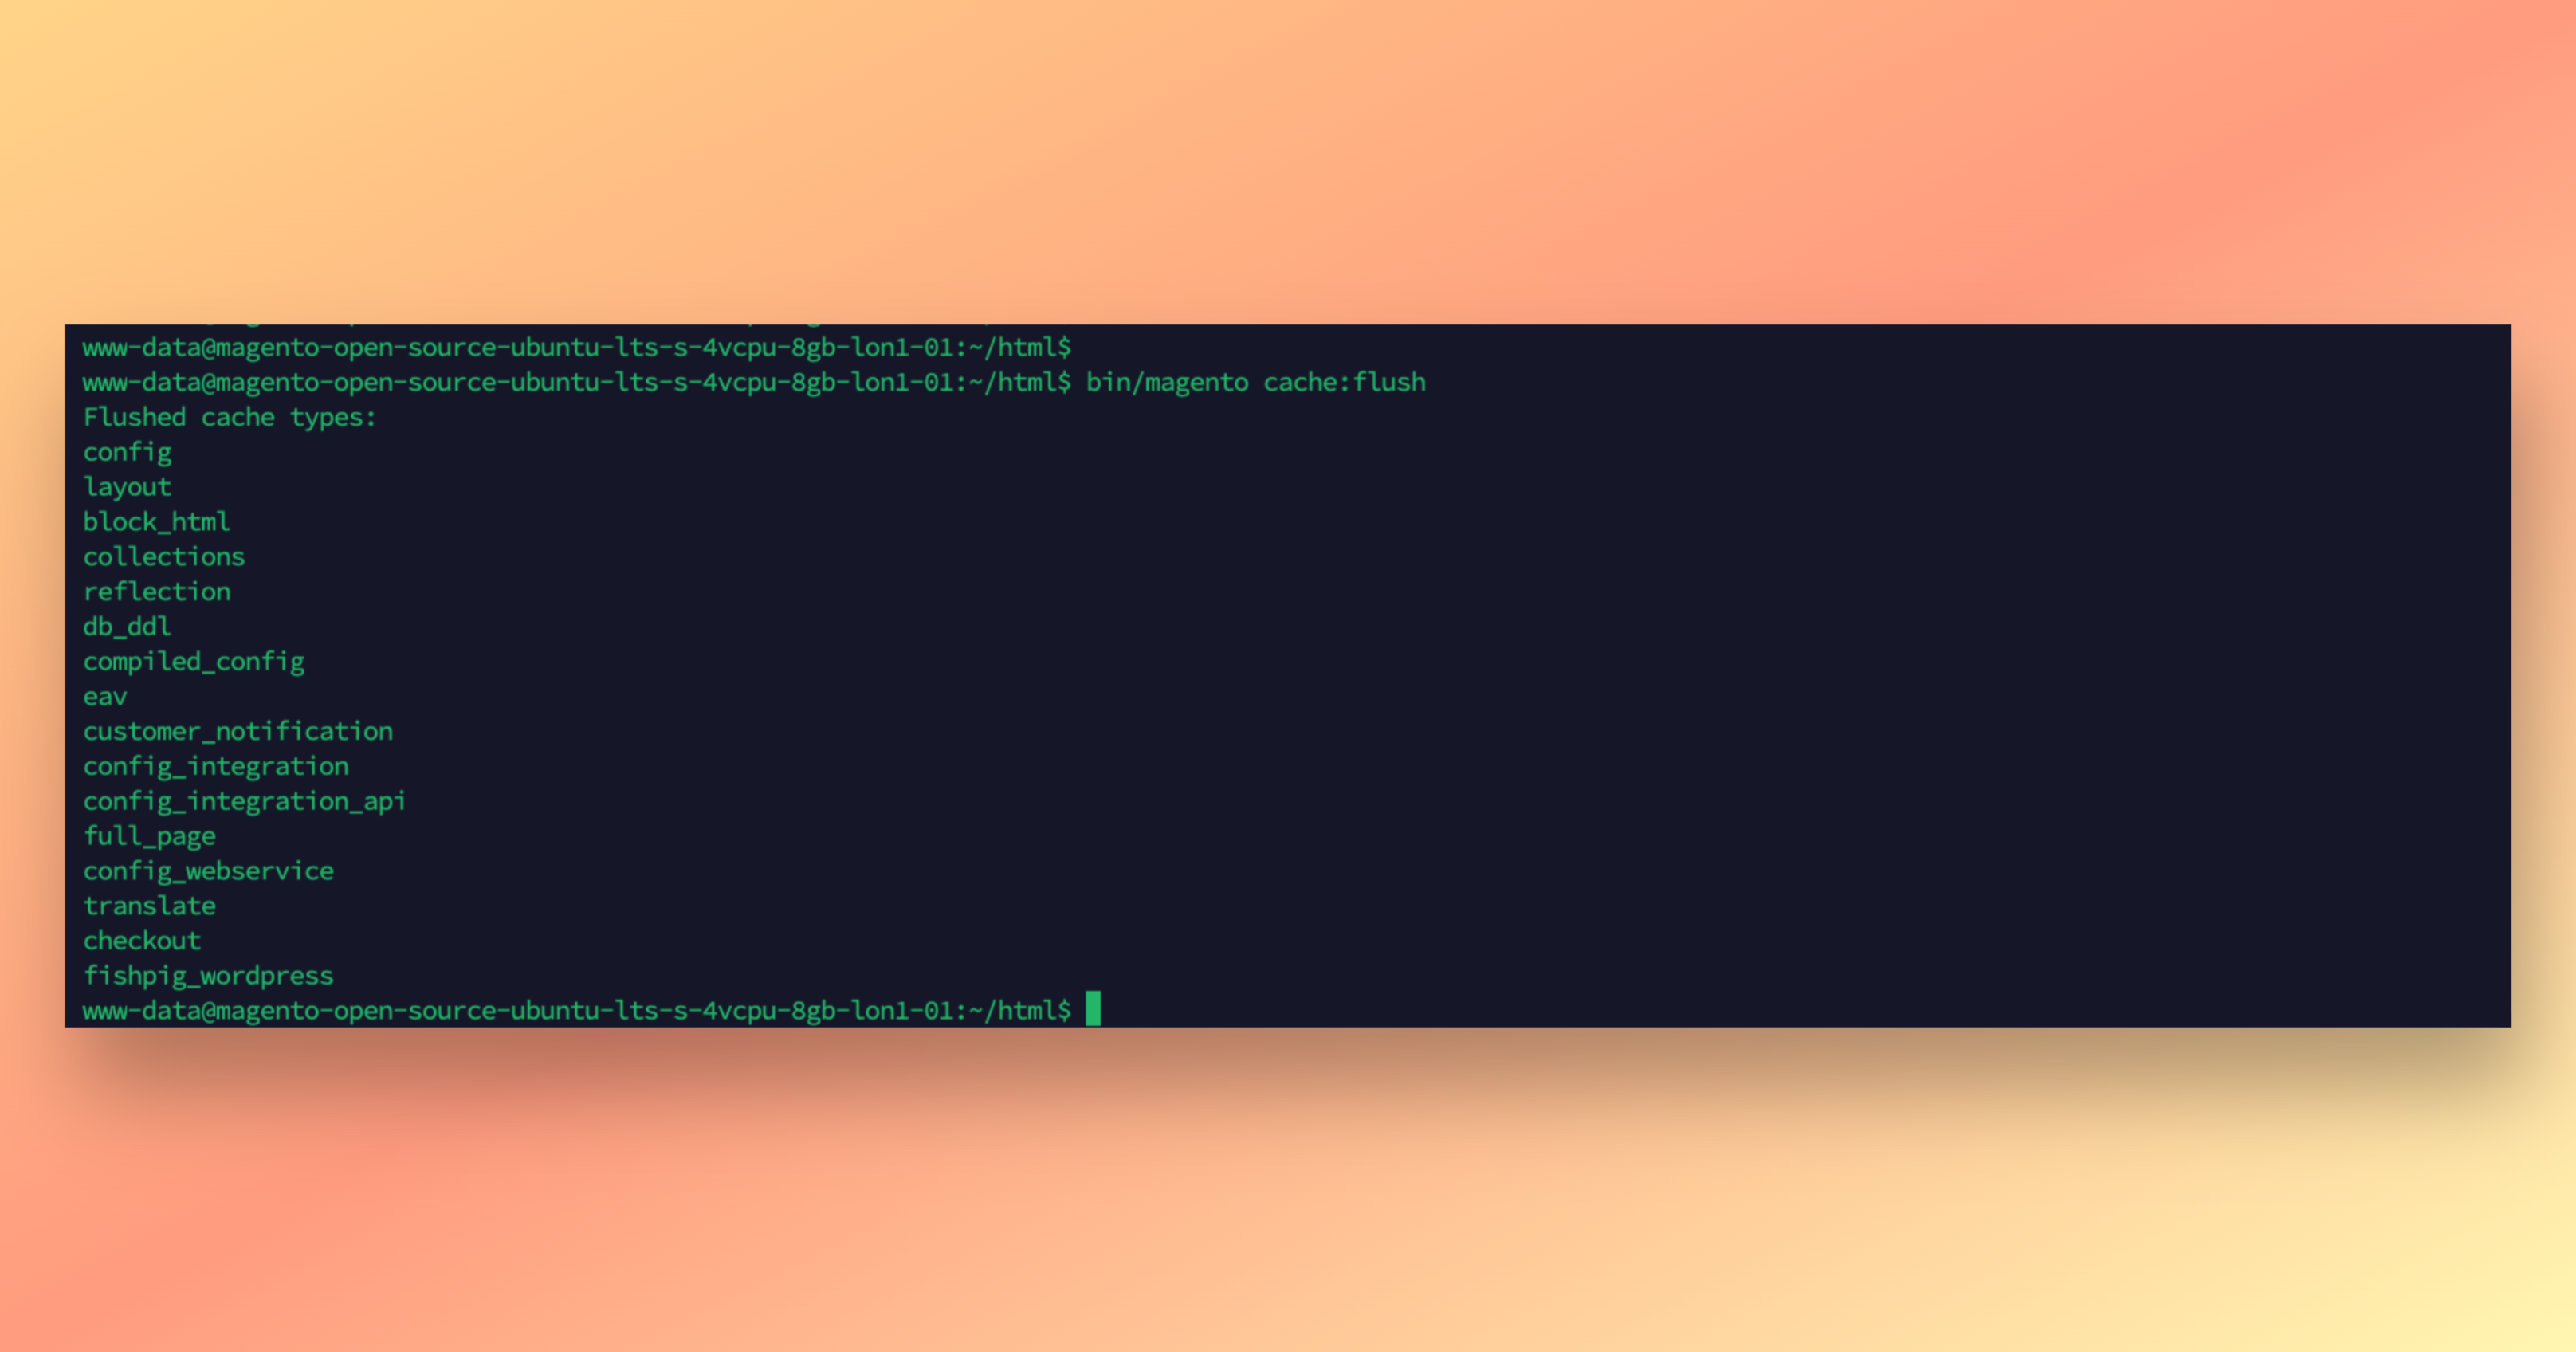 www-data@magento-open-source-ubuntu-lts-s-4vcpu-8gb-lon1-01:~/html$
www-data@magento-open-source-ubuntu-lts-s-4vcpu-8gb-lon1-01:~/html$ bin/magento cache:flush
Flushed cache types:
config
layout
block_html
collections
reflection
db_ddl
compiled_config
eav
customer_notification
config_integration
config_integration_api
full_page
config_webservice
translate
checkout
fishpig_wordpress
www-data@magento-open-source-ubuntu-lts-s-4vcpu-8gb-lon1-01:~/html$